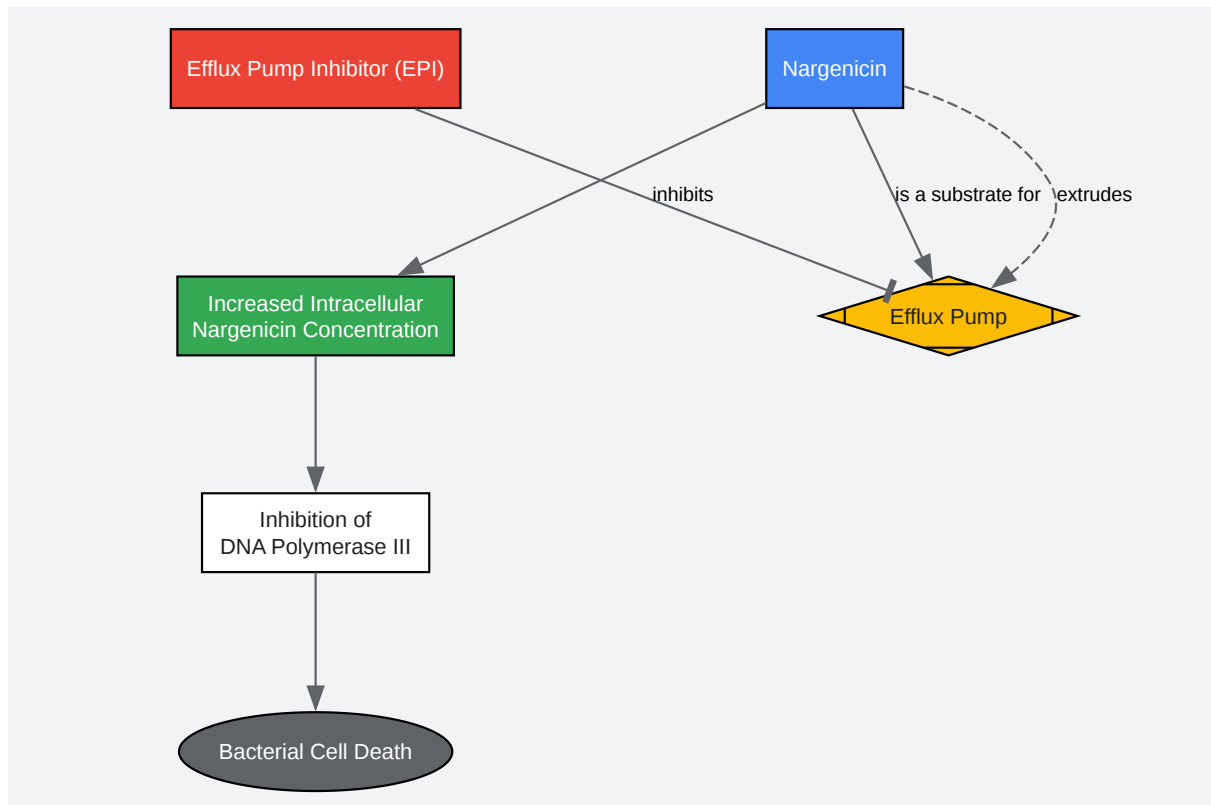 Efflux Pump Inhibitor (EPI)
Nargenicin
inhibits
is a substrate for
extrudes
Increased Intracellular
Nargenicin Concentration
Efflux Pump
Inhibition of
DNA Polymerase III
Bacterial Cell Death